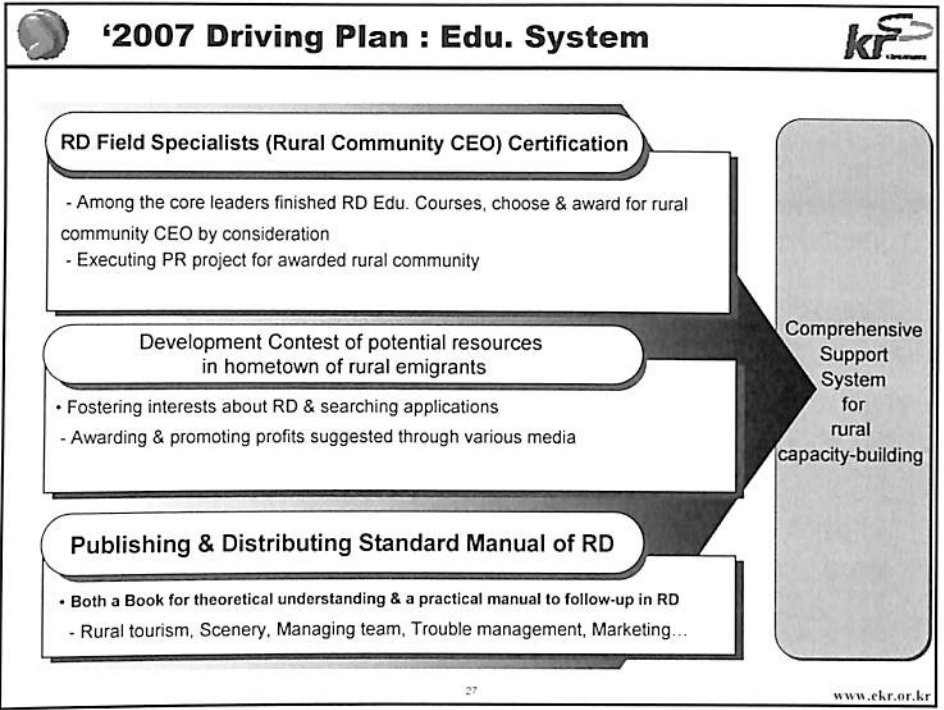 ‘2007 Driving Plan : Edu. System
kr
RD Field Specialists (Rural Community CEO) Certification
- Among the core leaders finished RD Edu. Courses, choose & award for rural
community CEO by consideration
- Executing PR project for awarded rural community
Development Contest of potential resources
in hometown of rural emigrants
• Fostering interests about RD & searching applications
- Awarding & promoting profits suggested through various media
Publishing & Distributing Standard Manual of RD
• Both a Book for theoretical understanding & a practical manual to follow-up in RD
- Rural tourism, Scenery, Managing team, Trouble management, Marketing…
Comprehensive
Support
System
for
rural
capacity-building
27
www.ekr.or.kr